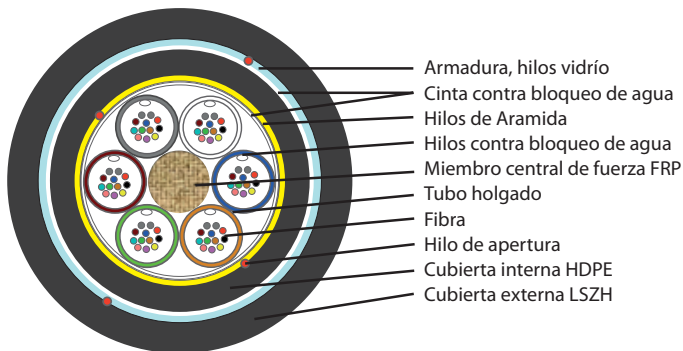 Armadura, hilos vidrío
Cinta contra bloqueo de agua
Hilos de Aramida
Hilos contra bloqueo de agua
Miembro central de fuerza FRP
Tubo holgado
Fibra
Hilo de apertura
Cubierta interna HDPE
Cubierta externa LSZH